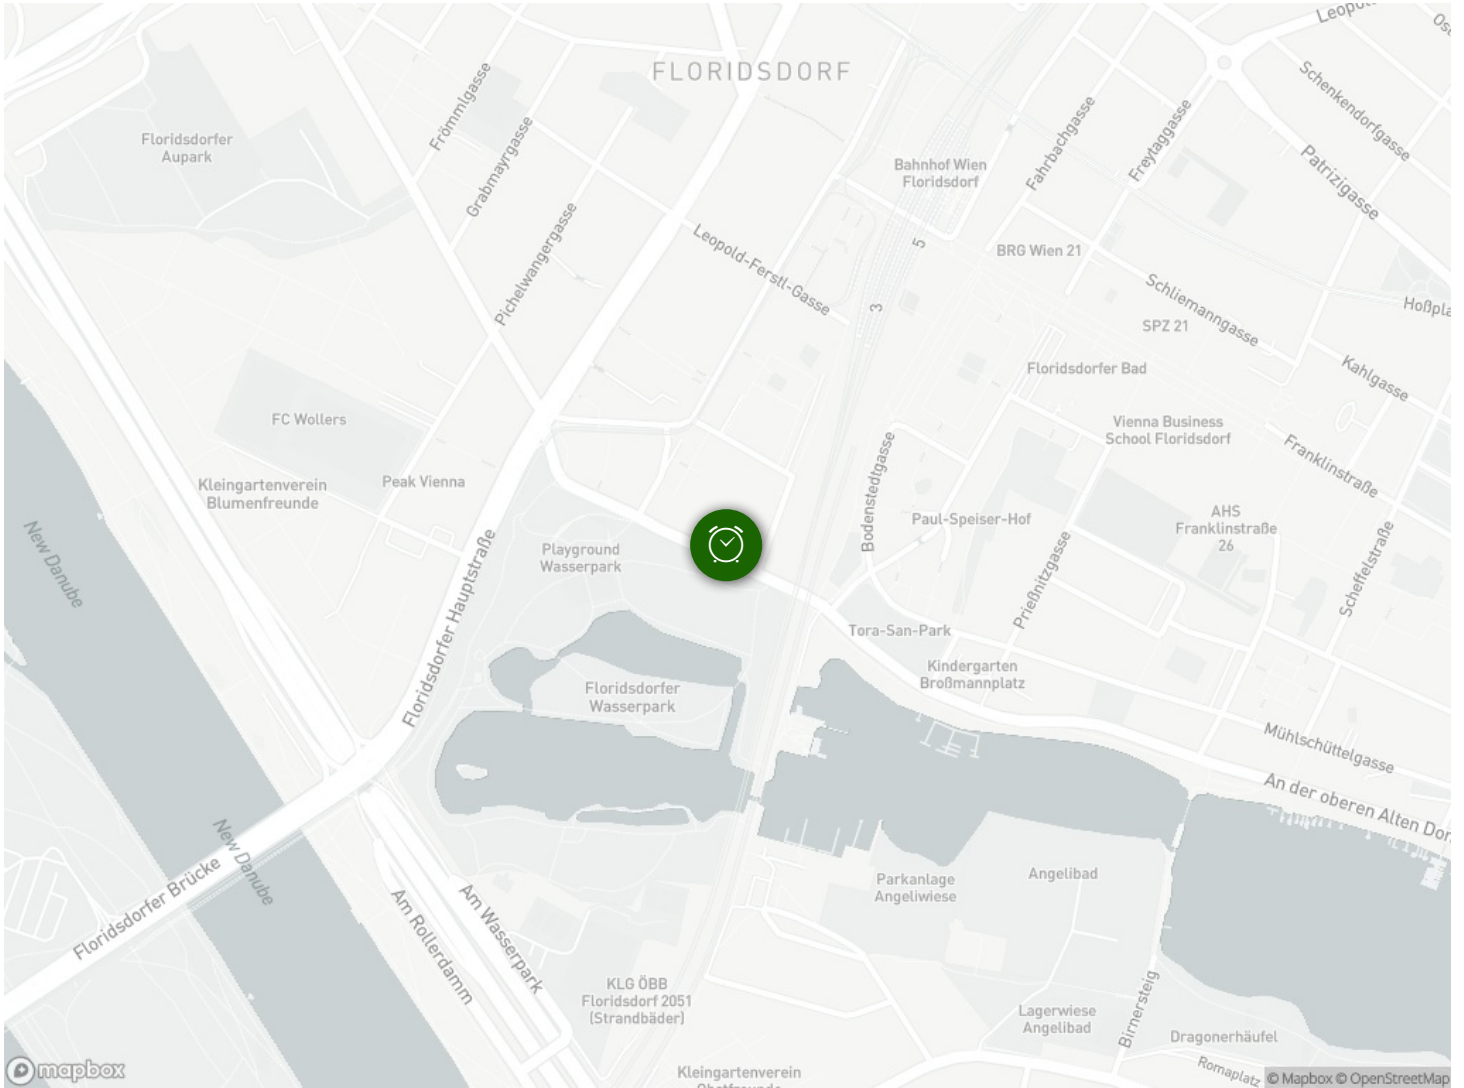 Leopold
FLORIDSDORF
Frömmlgasse
Schenkendorfgasse
Fahrbachgasse
Freytaggasse
Grabmayrgasse
Floridsdorfer
Aupark
Bahnhof Wien
Floridsdorf
Patrizigasse
Pichelwangergasse
Leopold-Ferstl-Gasse
5
BRG Wien 21
3
Schliemanngasse
Hoßpla
SPZ 21
Floridsdorfer Bad
Kahlgasse
FC Wollers
Vienna Business
School Floridsdorf
Franklinstraße
Peak Vienna
Kleingartenverein
Blumenfreunde
Bodenstedtgasse
Paul-Speiser-Hof
AHS
Franklinstraße
26
New Danube
Floridsdorfer Hauptstraße
Playground
Wasserpark
Prießnitzgasse
Scheffelstraße
Tora-San-Park
Kindergarten
Broßmannplatz
Floridsdorfer
Wasserpark
Mühlschüttelgasse
An der oberen Alten Don
New Danube
Floridsdorfer Brücke
Am Rollerdamm
Am Wasserpark
Parkanlage
Angeliwiese
Angelibad
KLG ÖBB
Floridsdorf 2051
(Strandbäder)
Birnersteig
Lagerwiese
Angelibad
Dragonerhäufel
Romaplatz
Kleingartenverein
mapbox
© Mapbox © OpenStreetMap